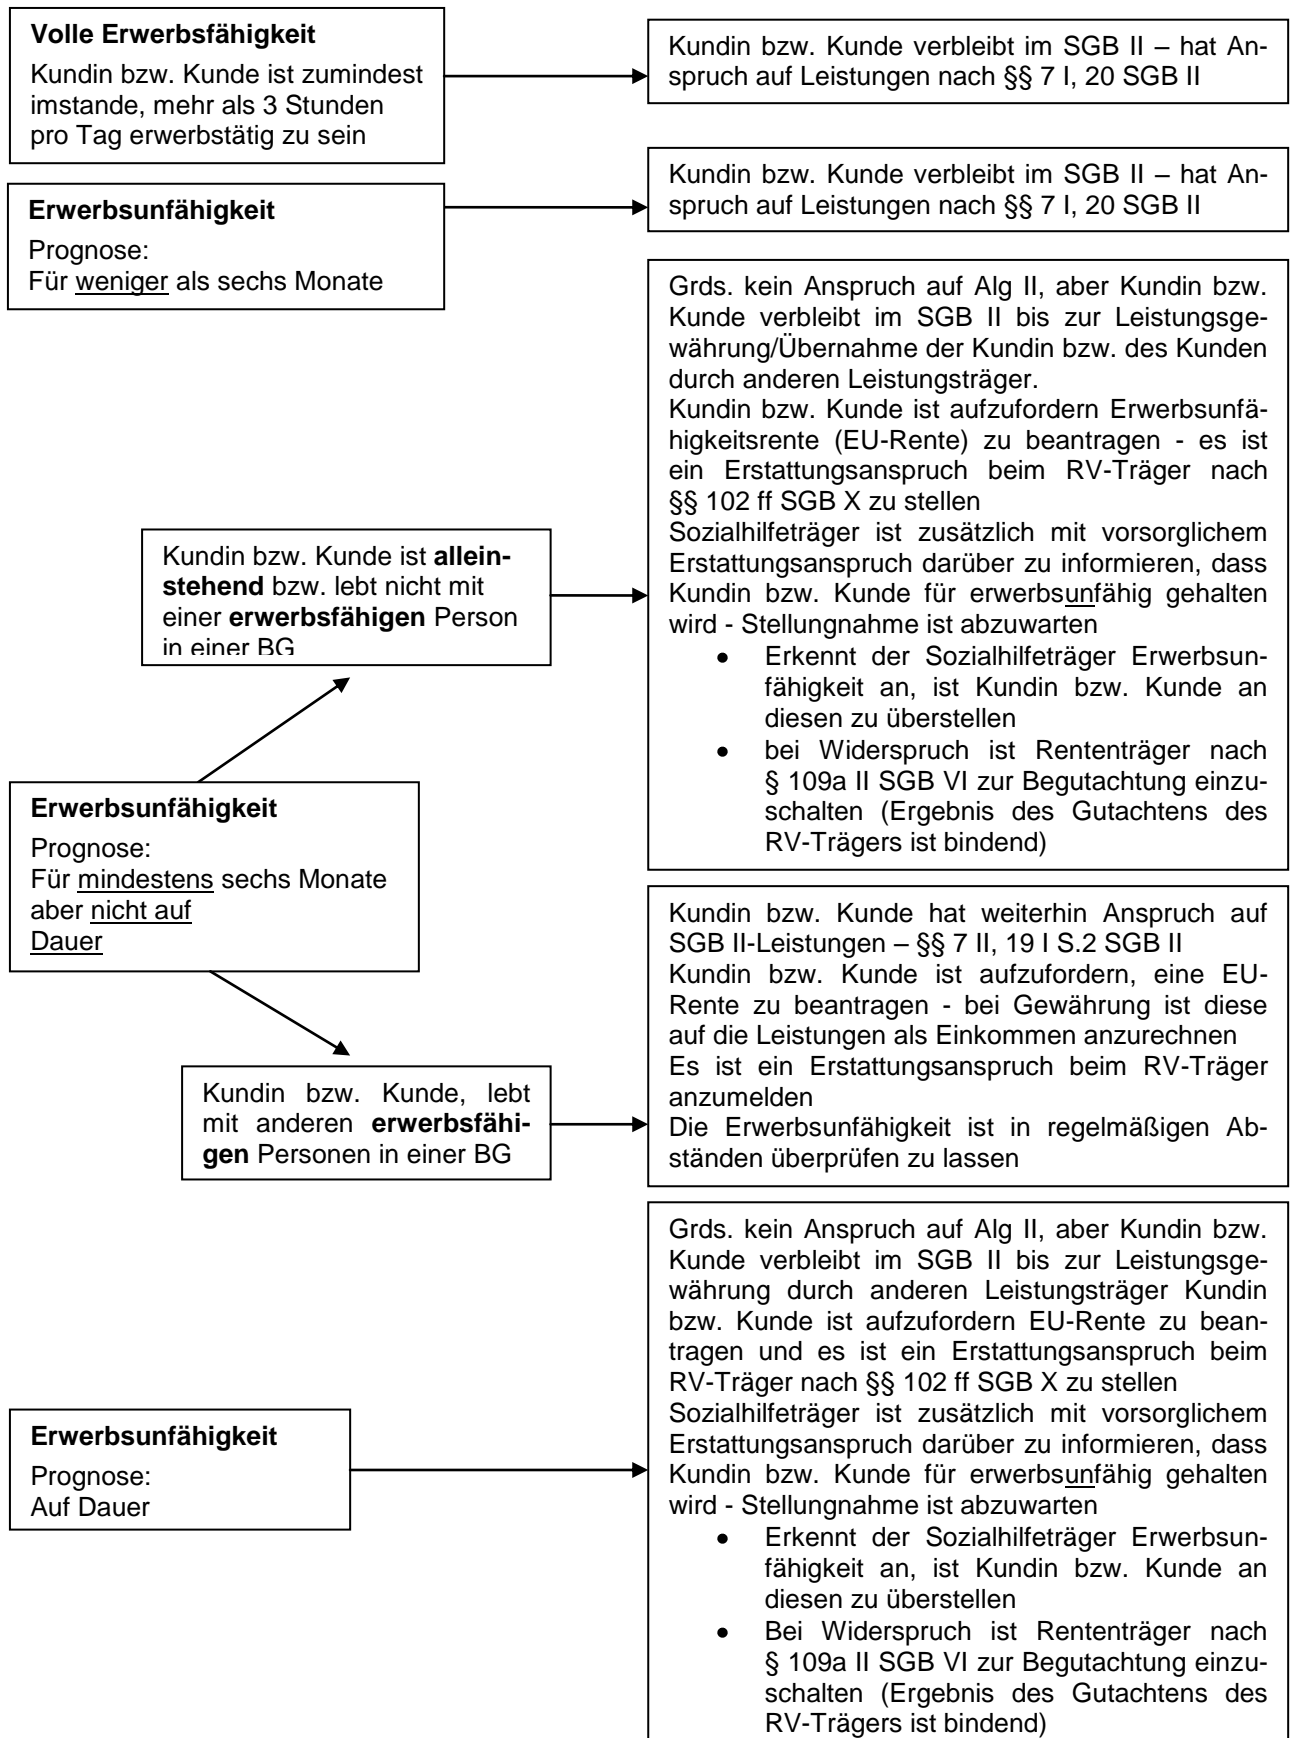 Volle Erwerbsfähigkeit
Kundin bzw. Kunde ist zumindest
imstande, mehr als 3 Stunden
pro Tag erwerbstätig zu sein
Kundin bzw. Kunde verbleibt im SGB II – hat An-
spruch auf Leistungen nach §§ 7 I, 20 SGB II
Erwerbsunfähigkeit
Prognose:
Für weniger als sechs Monate
Kundin bzw. Kunde verbleibt im SGB II – hat An-
spruch auf Leistungen nach §§ 7 I, 20 SGB II
Erwerbsunfähigkeit
Prognose:
Für mindestens sechs Monate
aber nicht auf
Dauer
Kundin bzw. Kunde ist allein-
stehend bzw. lebt nicht mit
einer erwerbsfähigen Person
in einer BG
Grds. kein Anspruch auf Alg II, aber Kundin bzw.
Kunde verbleibt im SGB II bis zur Leistungsge-
währung/Übernahme der Kundin bzw. des Kunden
durch anderen Leistungsträger.
Kundin bzw. Kunde ist aufzufordern Erwerbsunfä-
higkeitsrente (EU-Rente) zu beantragen - es ist
ein Erstattungsanspruch beim RV-Träger nach
§§ 102 ff SGB X zu stellen
Sozialhilfeträger ist zusätzlich mit vorsorglichem
Erstattungsanspruch darüber zu informieren, dass
Kundin bzw. Kunde für erwerbsunfähig gehalten
wird - Stellungnahme ist abzuwarten
• Erkennt der Sozialhilfeträger Erwerbsun-
fähigkeit an, ist Kundin bzw. Kunde an
diesen zu überstellen
• bei Widerspruch ist Rententräger nach
§ 109a II SGB VI zur Begutachtung einzu-
schalten (Ergebnis des Gutachtens des
RV-Trägers ist bindend)
Kundin bzw. Kunde, lebt
mit anderen erwerbsfähi-
gen Personen in einer BG
Kundin bzw. Kunde hat weiterhin Anspruch auf
SGB II-Leistungen – §§ 7 II, 19 I S.2 SGB II
Kundin bzw. Kunde ist aufzufordern, eine EU-
Rente zu beantragen - bei Gewährung ist diese
auf die Leistungen als Einkommen anzurechnen
Es ist ein Erstattungsanspruch beim RV-Träger
anzumelden
Die Erwerbsunfähigkeit ist in regelmäßigen Ab-
ständen überprüfen zu lassen
Erwerbsunfähigkeit
Prognose:
Auf Dauer
Grds. kein Anspruch auf Alg II, aber Kundin bzw.
Kunde verbleibt im SGB II bis zur Leistungsge-
währung durch anderen Leistungsträger Kundin
bzw. Kunde ist aufzufordern EU-Rente zu bean-
tragen und es ist ein Erstattungsanspruch beim
RV-Träger nach §§ 102 ff SGB X zu stellen
Sozialhilfeträger ist zusätzlich mit vorsorglichem
Erstattungsanspruch darüber zu informieren, dass
Kundin bzw. Kunde für erwerbsunfähig gehalten
wird - Stellungnahme ist abzuwarten
• Erkennt der Sozialhilfeträger Erwerbsun-
fähigkeit an, ist Kundin bzw. Kunde an
diesen zu überstellen
• Bei Widerspruch ist Rententräger nach
§ 109a II SGB VI zur Begutachtung einzu-
schalten (Ergebnis des Gutachtens des
RV-Trägers ist bindend)